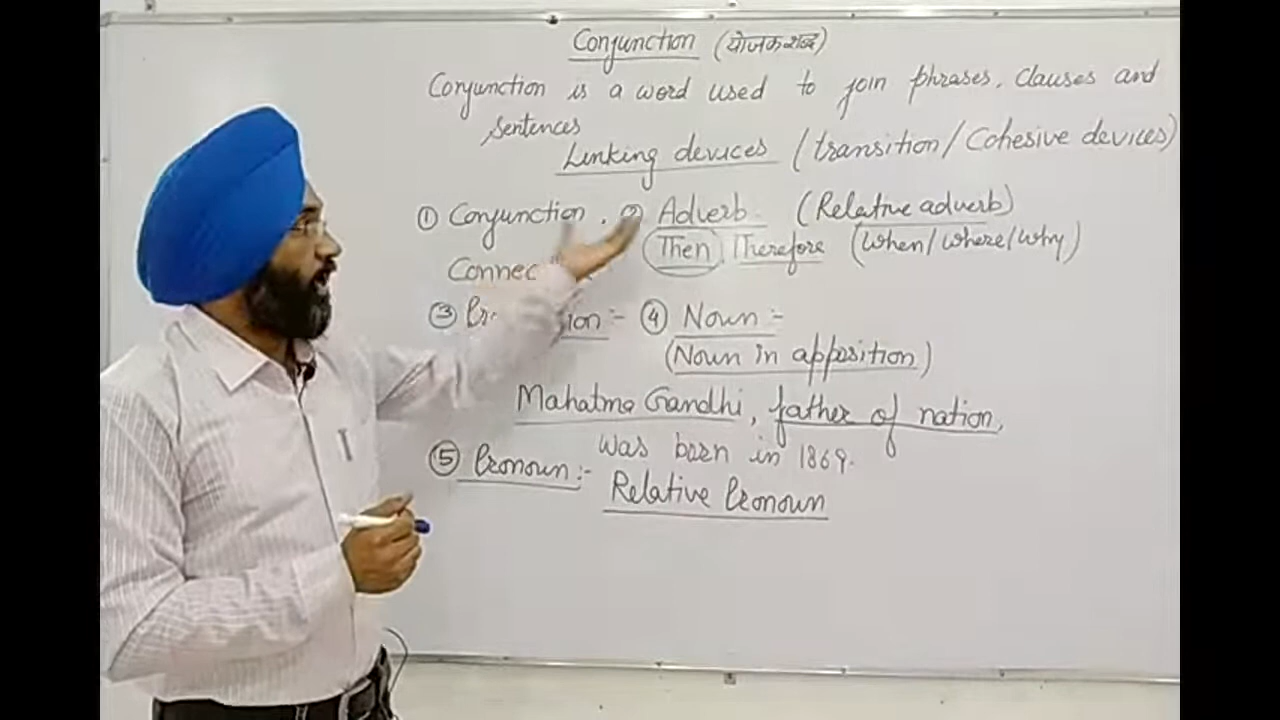 Conjunction (योजक शब्द)
Conjunction is a word used to join phrases, Clauses and
sentences
Linking devices (transition/Cohesive devices)
① Conjunction. ② Adverb. (Relative adverb)
Then Therefore (When/Where/Why)
Connec
③ tion :- ④ Noun :-
(Noun in apposition)
Mahatma Gandhi, father of nation,
was born in 1869.
⑤ Pronoun :-
Relative Pronoun